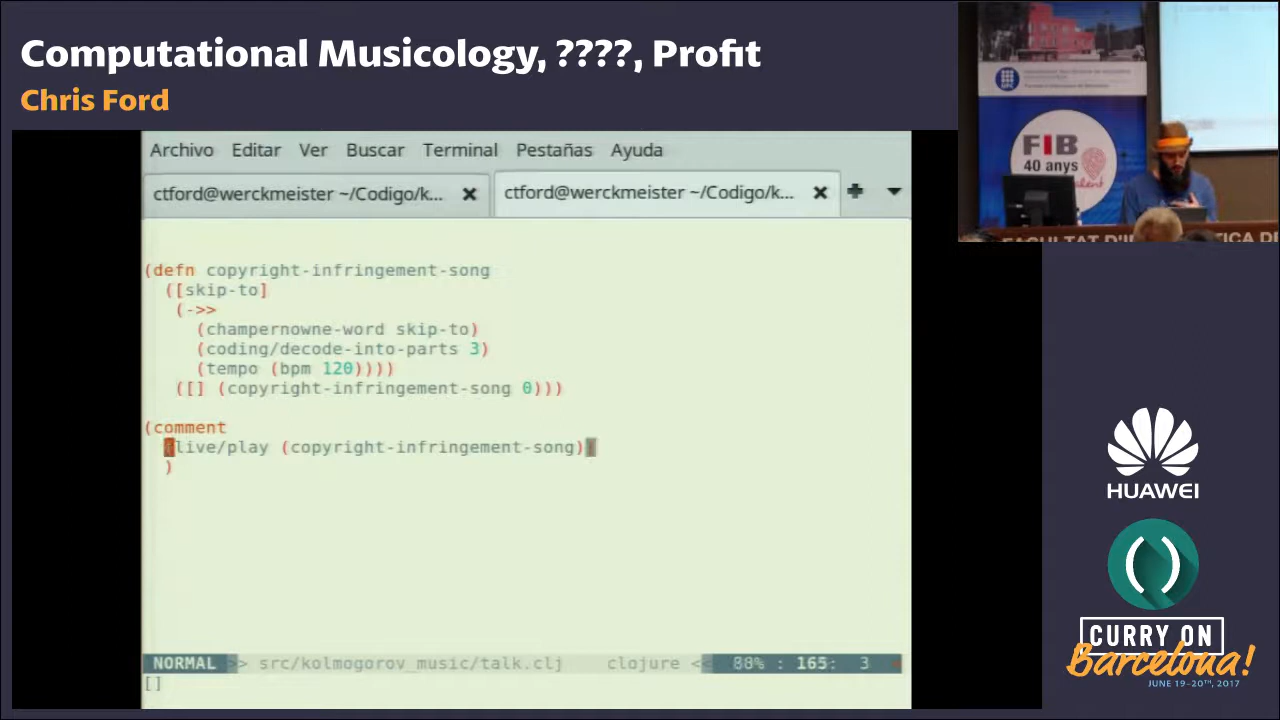 Computational Musicology, ????, Profit
Chris Ford
Archivo Editar Ver Buscar Terminal Pestañas Ayuda
ctford@werckmeister ~/Codigo/k... ctford@werckmeister ~/Codigo/k...
(defn copyright-infringement-song
([skip-to]
(->>
(champernowne-word skip-to)
(coding/decode-into-parts 3)
(tempo (bpm 120))))
([] (copyright-infringement-song 0)))
(comment
(live/play (copyright-infringement-song))
)
NORMAL >> src/kolmogorov_music/talk.clj clojure << 88% : 165: 3
[]
FIB
40 anys
HUAWEI
CURRY ON
Barcelona!
JUNE 19-20TH, 2017